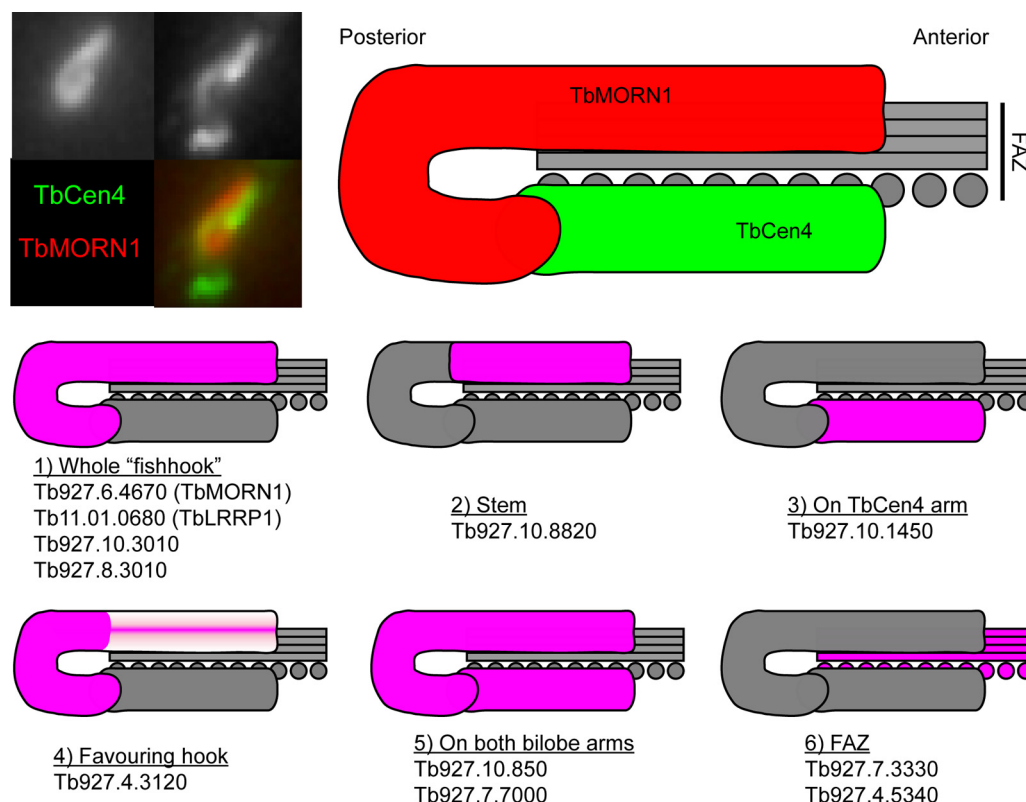 Posterior
Anterior
TbMORN1
FAZ
TbCen4
TbCen4
TbMORN1
1) Whole “fishhook”
Tb927.6.4670 (TbMORN1)
Tb11.01.0680 (TbLRRP1)
Tb927.10.3010
Tb927.8.3010
2) Stem
Tb927.10.8820
3) On TbCen4 arm
Tb927.10.1450
4) Favouring hook
Tb927.4.3120
5) On both bilobe arms
Tb927.10.850
Tb927.7.7000
6) FAZ
Tb927.7.3330
Tb927.4.5340